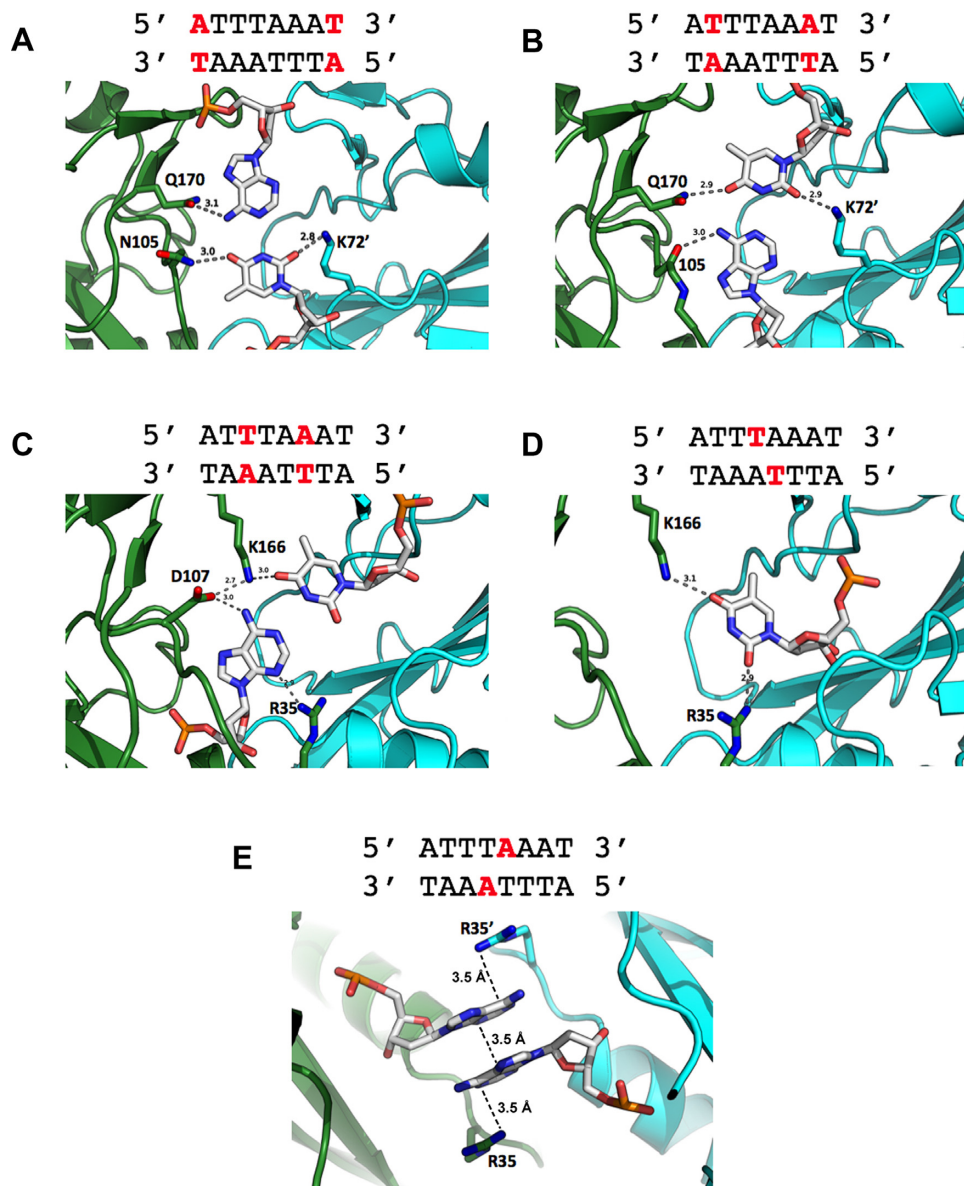 A
5′ ATTTAAAT 3′
3′ TAAATTTA 5′
Q170
3.1
N105
3.0
2.8
K72’
B
5′ ATTTAAAT 3′
3′ TAAATTTA 5′
Q170
2.9
2.9
K72’
3.0
105
C
5′ ATTTAAAT 3′
3′ TAAATTTA 5′
K166
D107
2.7
3.0
3.0
R35
D
5′ ATTTAAAT 3′
3′ TAAATTTA 5′
K166
3.1
2.9
R35
E
5′ ATTTAAAT 3′
3′ TAAATTTA 5′
R35’
3.5 Å
3.5 Å
3.5 Å
R35